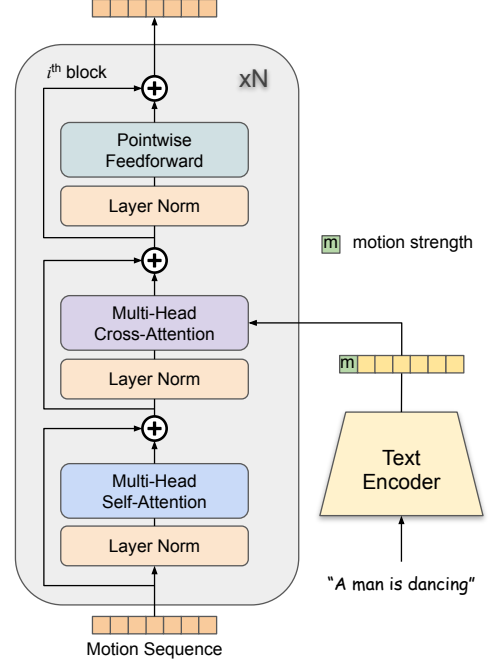 iᵗʰ block
xN
Pointwise
Feedforward
Layer Norm
m motion strength
Multi-Head
Cross-Attention
Layer Norm
m
Text
Encoder
Multi-Head
Self-Attention
Layer Norm
“A man is dancing”
Motion Sequence